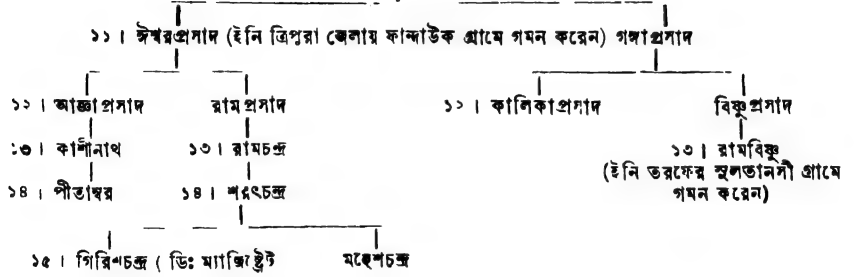 ১১। ঈশ্বরপ্রসাদ (ইনি ত্রিপুরা জেলায় ফান্দাউক গ্রামে গমন করেন) গঙ্গাপ্রসাদ
১২। আজ্ঞাপ্রসাদ রামপ্রসাদ ১২। কালিকাপ্রসাদ বিষ্ণুপ্রসাদ
১৩। কাশীনাথ ১৩। রামচন্দ্র ১৩। রামবিষ্ণু
(ইনি তরফের সুলতানসী গ্রামে
১৪। পীতাম্বর ১৪। শরৎচন্দ্র গমন করেন)
১৫। গিরিশচন্দ্র ( ডিঃ ম্যাজিষ্ট্রেট মহেশচন্দ্র